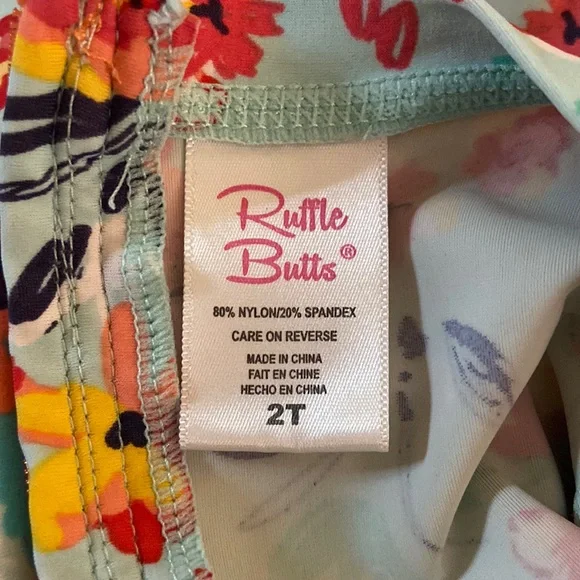 Ruffle
Butts®
80% NYLON/20% SPANDEX
CARE ON REVERSE
MADE IN CHINA
FAIT EN CHINE
HECHO EN CHINA
2T